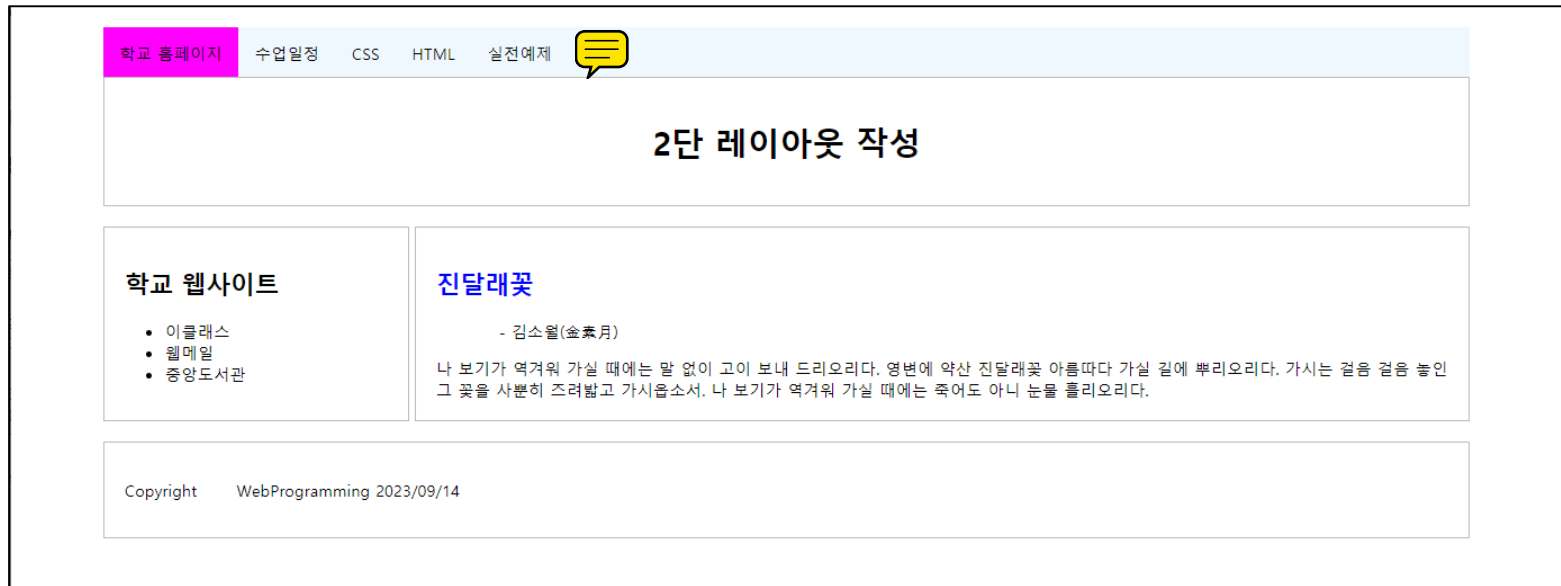 학교 홈페이지 수업일정 CSS HTML 실전예제
2단 레이아웃 작성
학교 웹사이트
이클래스
웹메일
중앙도서관
진달래꽃
- 김소월(金素月)
나 보기가 역겨워 가실 때에는 말 없이 고이 보내 드리오리다. 영변에 약산 진달래꽃 아름따다 가실 길에 뿌리오리다. 가시는 걸음 걸음 놓인
그 꽃을 사뿐히 즈려밟고 가시옵소서. 나 보기가 역겨워 가실 때에는 죽어도 아니 눈물 흘리오리다.
Copyright WebProgramming 2023/09/14